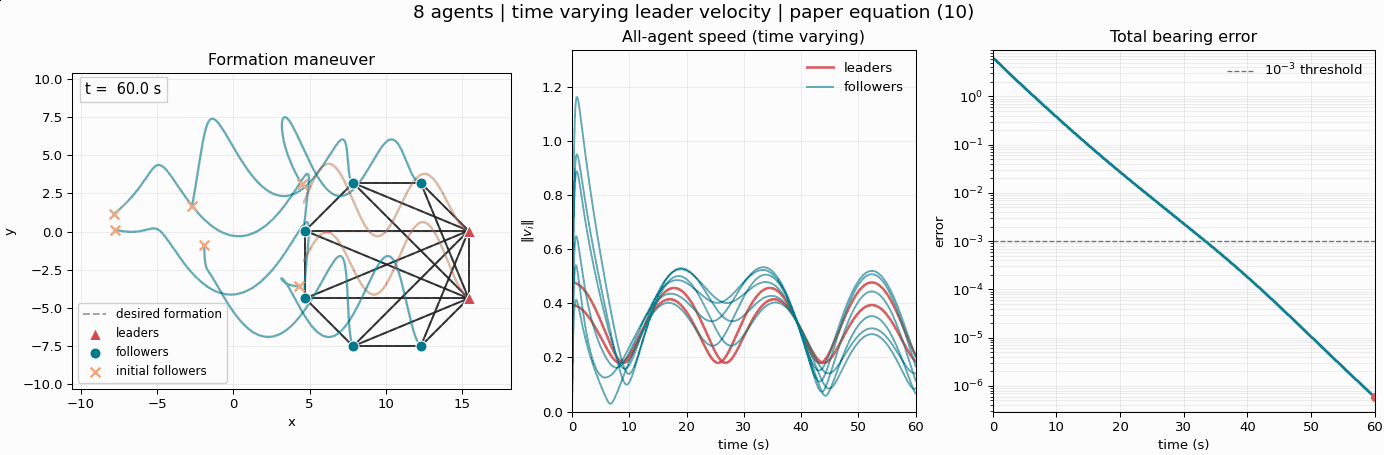 8 agents | time varying leader velocity | paper equation (10)
Formation maneuver
t = 60.0 s
10.0
7.5
5.0
2.5
0.0
−2.5
−5.0
−7.5
−10.0
y
desired formation
leaders
followers
initial followers
−10
−5
0
5
10
15
x
All-agent speed (time varying)
leaders
followers
1.2
1.0
0.8
0.6
0.4
0.2
0.0
‖v_i‖
0
10
20
30
40
50
60
time (s)
Total bearing error
10⁻³ threshold
10⁰
10⁻¹
10⁻²
10⁻³
10⁻⁴
10⁻⁵
10⁻⁶
error
0
10
20
30
40
50
60
time (s)